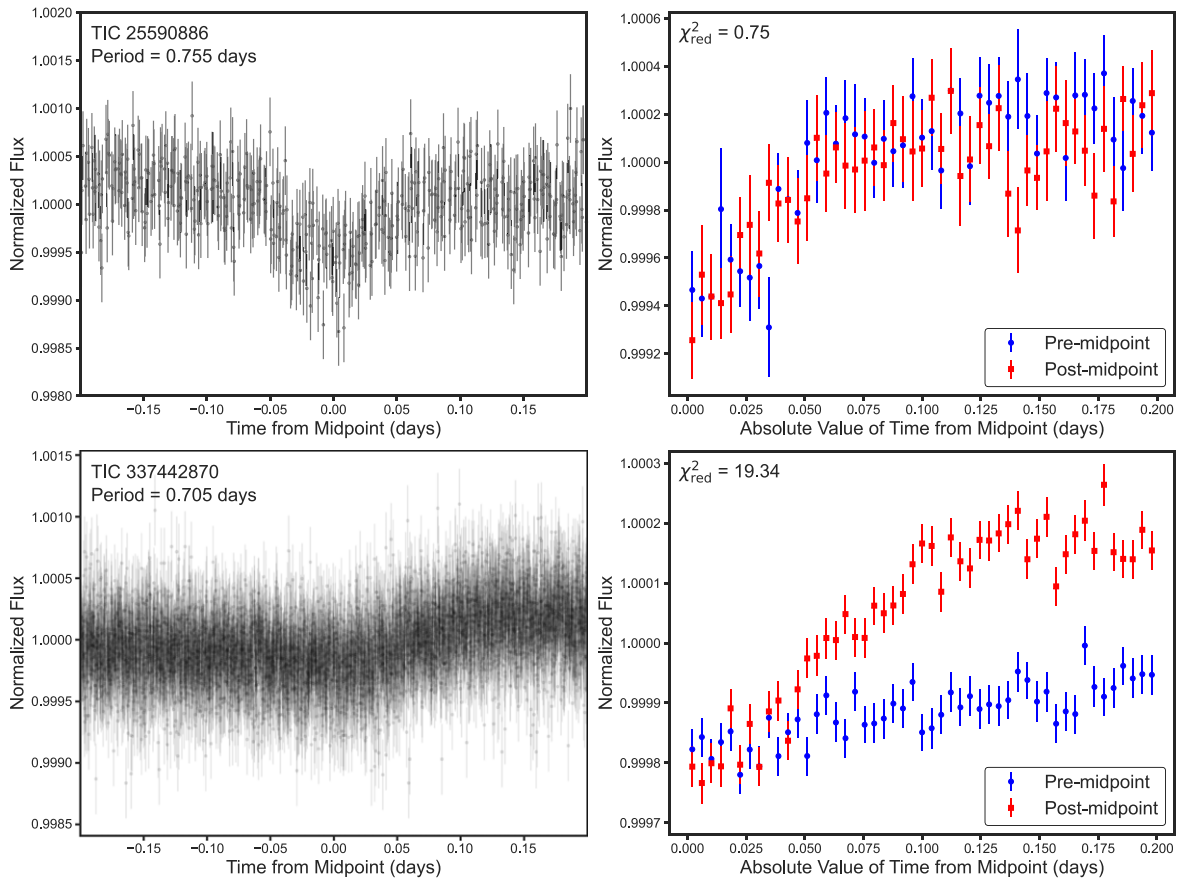 TIC 25590886
Period = 0.755 days
Normalized Flux
1.0020
1.0015
1.0010
1.0005
1.0000
0.9995
0.9990
0.9985
0.9980
−0.15 −0.10 −0.05 0.00 0.05 0.10 0.15
Time from Midpoint (days)
χ²red = 0.75
Normalized Flux
1.0006
1.0004
1.0002
1.0000
0.9998
0.9996
0.9994
0.9992
Pre-midpoint
Post-midpoint
0.000 0.025 0.050 0.075 0.100 0.125 0.150 0.175 0.200
Absolute Value of Time from Midpoint (days)
TIC 337442870
Period = 0.705 days
Normalized Flux
1.0015
1.0010
1.0005
1.0000
0.9995
0.9990
0.9985
−0.15 −0.10 −0.05 0.00 0.05 0.10 0.15
Time from Midpoint (days)
χ²red = 19.34
Normalized Flux
1.0003
1.0002
1.0001
1.0000
0.9999
0.9998
0.9997
Pre-midpoint
Post-midpoint
0.000 0.025 0.050 0.075 0.100 0.125 0.150 0.175 0.200
Absolute Value of Time from Midpoint (days)